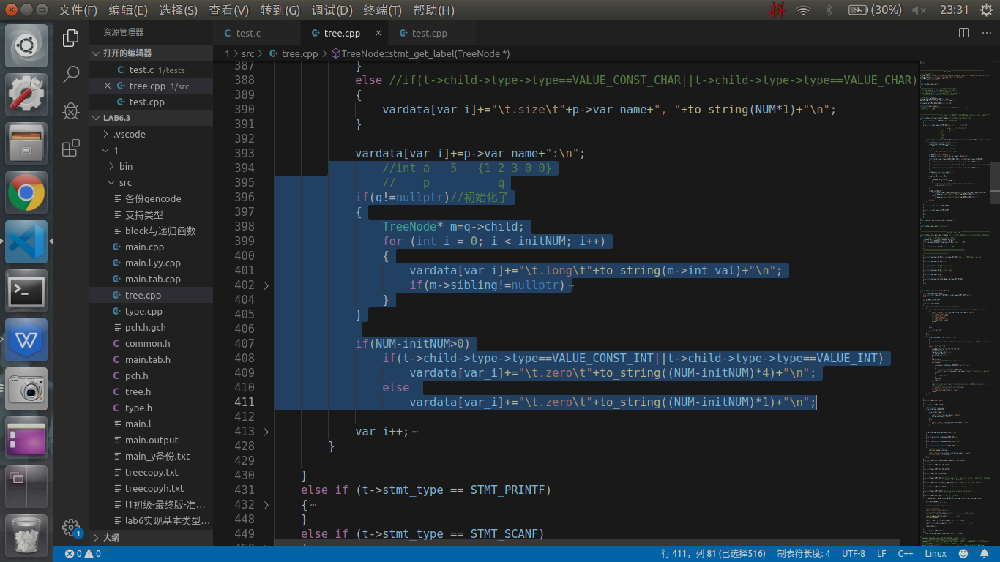 文件(F) 编辑(E) 选择(S) 查看(V) 转到(G) 调试(D) 终端(T) 帮助(H) 拼 (30%) 23:31
资源管理器
打开的编辑器
test.c 1/tests
tree.cpp 1/src
test.cpp
LAB6.3
.vscode
1
bin
src
备份gencode
支持类型
block与递归函数
main.cpp
main.l.yy.cpp
main.tab.cpp
tree.cpp
type.cpp
pch.h.gch
common.h
main.tab.h
pch.h
tree.h
type.h
main.l
main.output
main_y备份.txt
treecopy.txt
treecopyh.txt
l1初级-最终版-准...
lab6实现基本类型...
大纲
test.c tree.cpp test.cpp
1 > src > tree.cpp > TreeNode::stmt_get_label(TreeNode *)
387 }
388 else //if(t->child->type->type==VALUE_CONST_CHAR||t->child->type->type==VALUE_CHAR)
389 {
390 vardata[var_i]+="\t.size\t"+p->var_name+", "+to_string(NUM*1)+"\n";
391 }
392
393 vardata[var_i]+=p->var_name+":\n";
394 //int a 5 {1 2 3 0 0}
395 // p q
396 if(q!=nullptr)//初始化了
397 {
398 TreeNode* m=q->child;
399 for (int i = 0; i < initNUM; i++)
400 {
401 vardata[var_i]+="\t.long\t"+to_string(m->int_val)+"\n";
402 if(m->sibling!=nullptr)⋯
404 }
405 }
406
407 if(NUM-initNUM>0)
408 if(t->child->type->type==VALUE_CONST_INT||t->child->type->type==VALUE_INT)
409 vardata[var_i]+="\t.zero\t"+to_string((NUM-initNUM)*4)+"\n";
410 else
411 vardata[var_i]+="\t.zero\t"+to_string((NUM-initNUM)*1)+"\n";
412
413 var_i++;⋯
428 }
429
430 }
431 else if (t->stmt_type == STMT_PRINTF)
432 {⋯
448 }
449 else if (t->stmt_type == STMT_SCANF)
1
0 0 行 411，列 81 (已选择516) 制表符长度: 4 UTF-8 LF C++ Linux